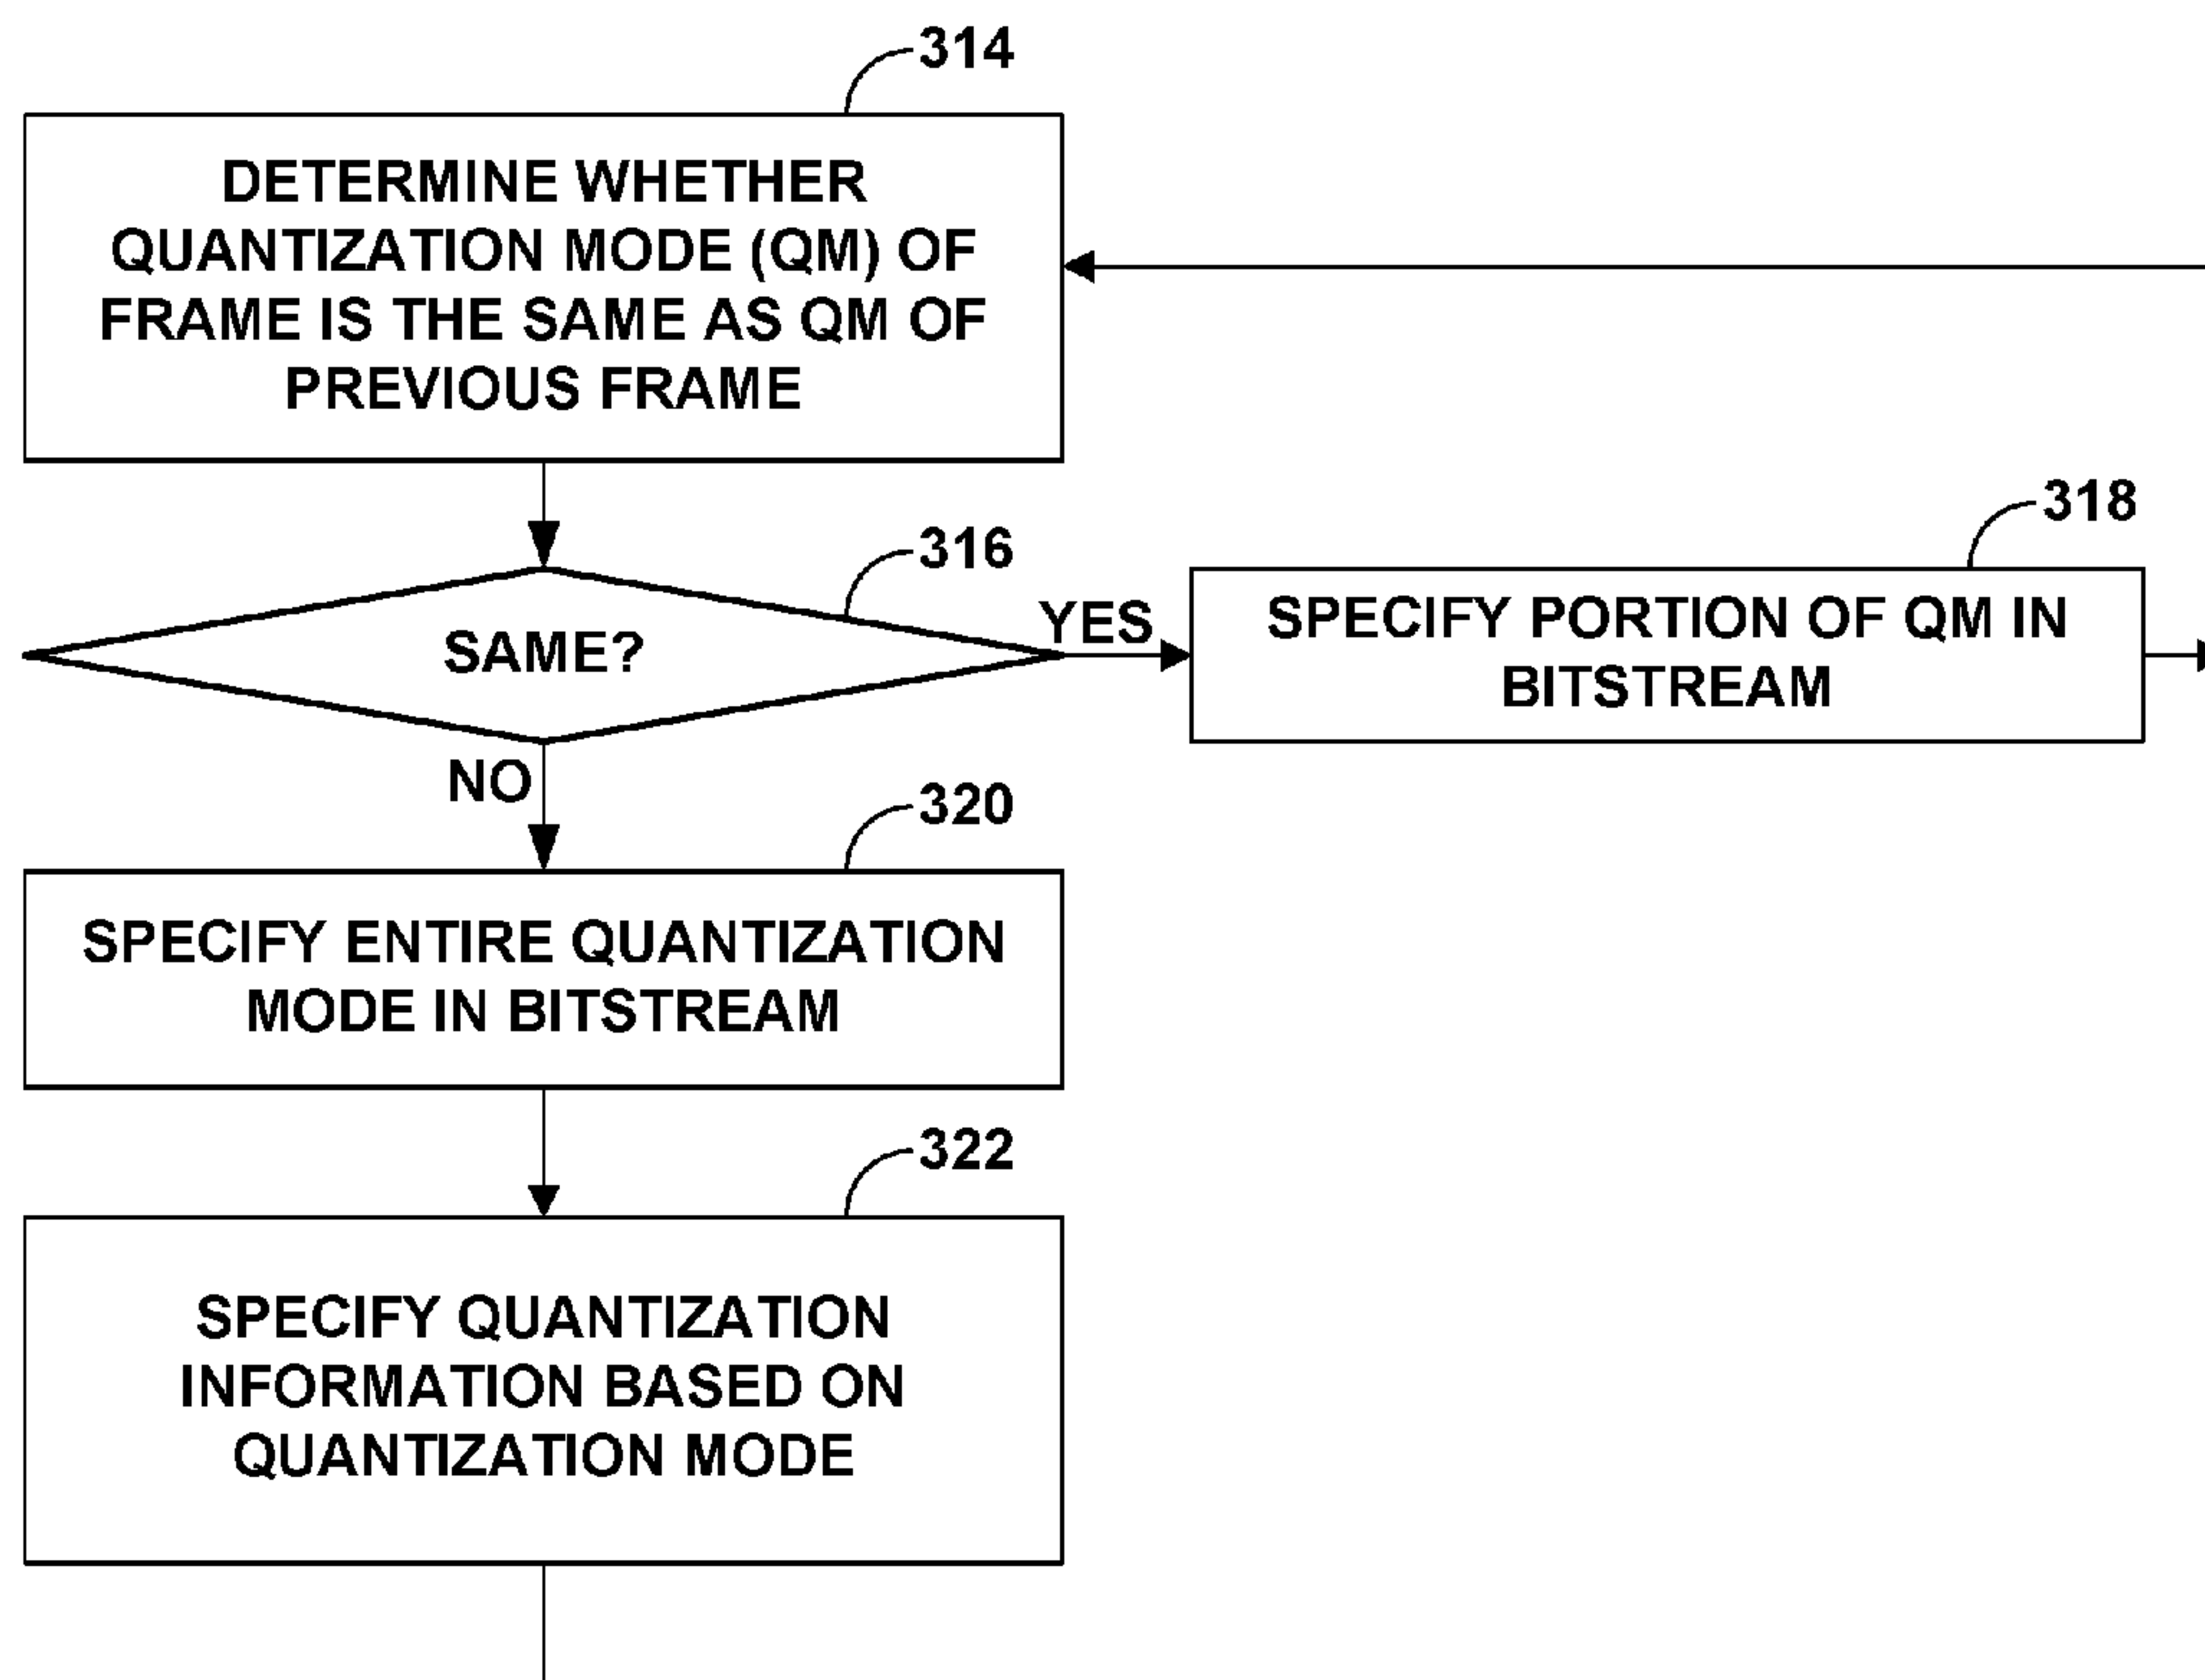 314
DETERMINE WHETHER
QUANTIZATION MODE (QM) OF
FRAME IS THE SAME AS QM OF
PREVIOUS FRAME
316
SAME?
YES
318
SPECIFY PORTION OF QM IN
BITSTREAM
NO
320
SPECIFY ENTIRE QUANTIZATION
MODE IN BITSTREAM
322
SPECIFY QUANTIZATION
INFORMATION BASED ON
QUANTIZATION MODE